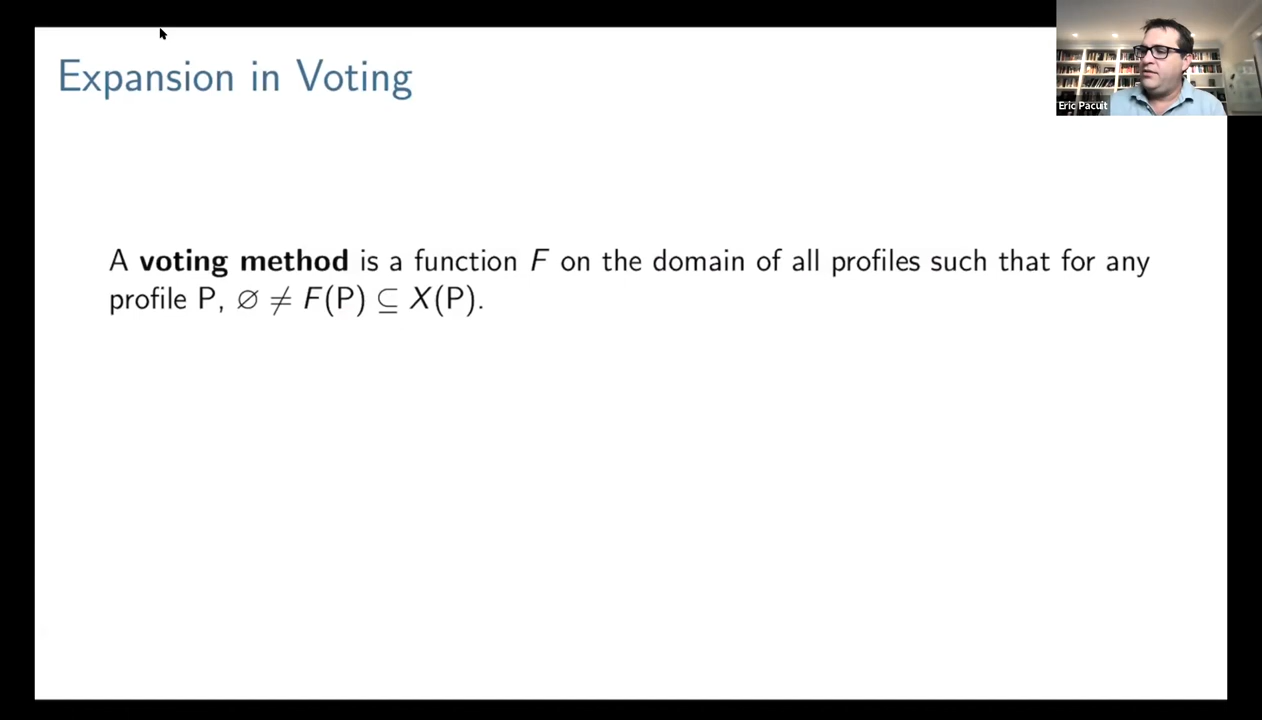 Expansion in Voting
Eric Pacuit
A voting method is a function F on the domain of all profiles such that for any
profile P, ∅ ≠ F(P) ⊆ X(P).